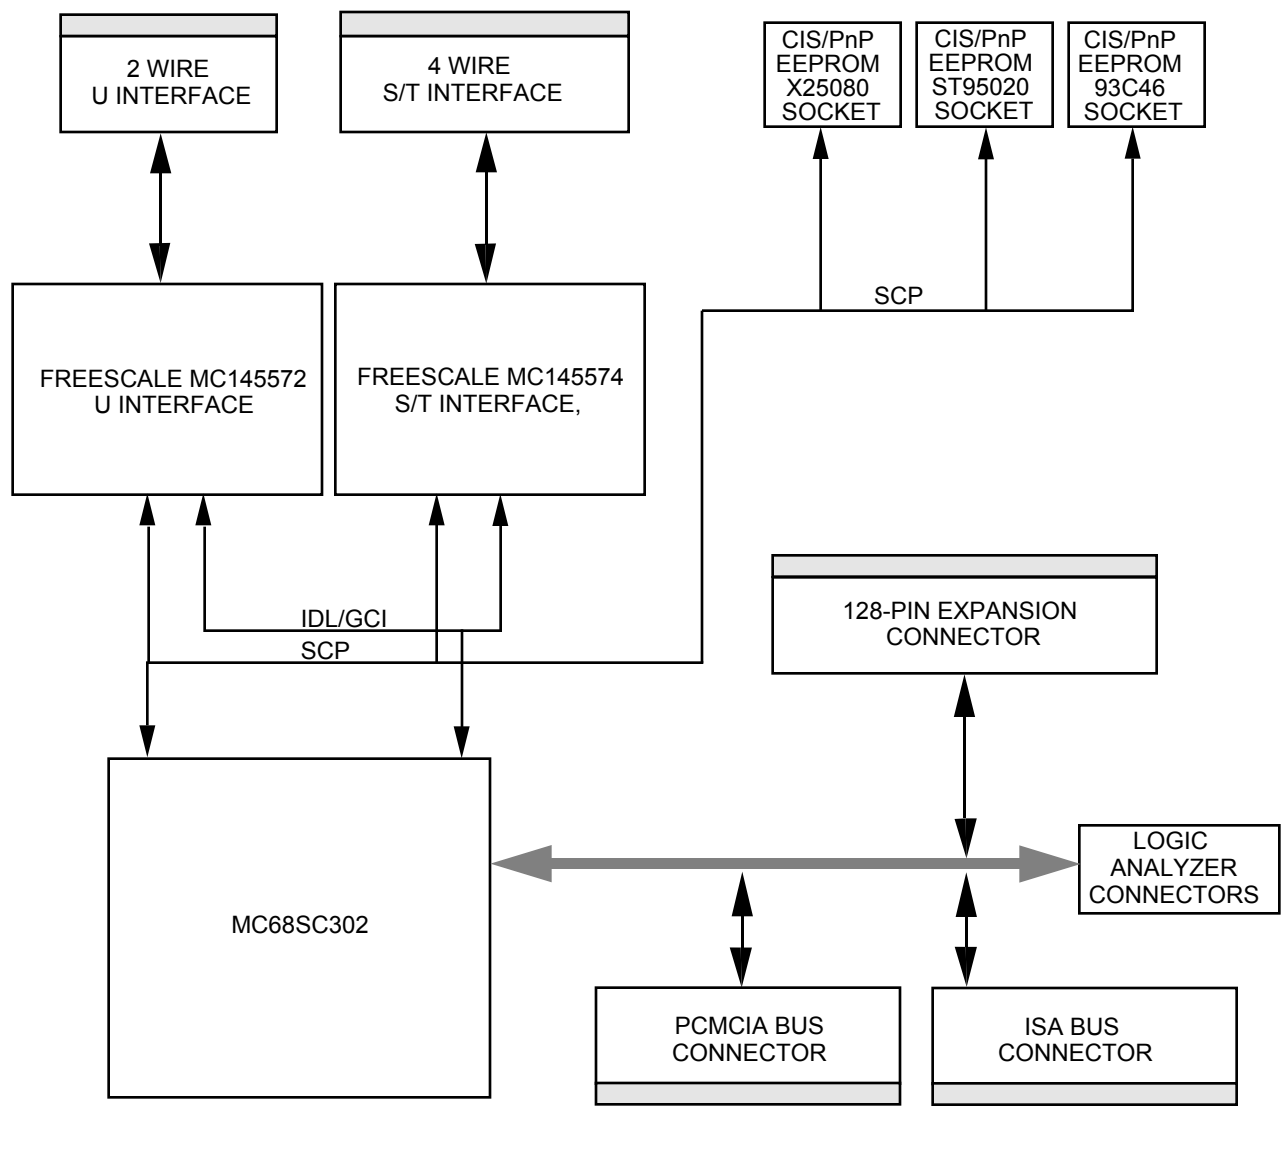 2 WIRE
U INTERFACE
4 WIRE
S/T INTERFACE
CIS/PnP
EEPROM
X25080
SOCKET
CIS/PnP
EEPROM
ST95020
SOCKET
CIS/PnP
EEPROM
93C46
SOCKET
SCP
FREESCALE MC145572
U INTERFACE
FREESCALE MC145574
S/T INTERFACE,
IDL/GCI
SCP
128-PIN EXPANSION
CONNECTOR
LOGIC
ANALYZER
CONNECTORS
MC68SC302
PCMCIA BUS
CONNECTOR
ISA BUS
CONNECTOR